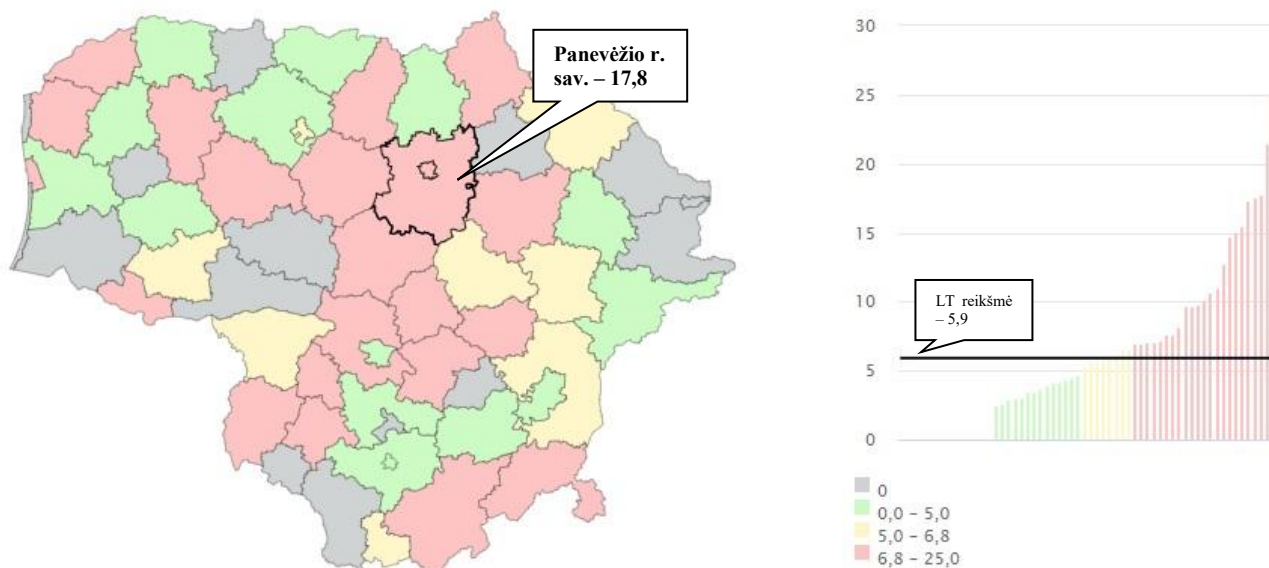 Panevėžio r.
sav. – 17,8
30
25
20
15
10
5
0
LT reikšmė
– 5,9
0
0,0 – 5,0
5,0 – 6,8
6,8 – 25,0